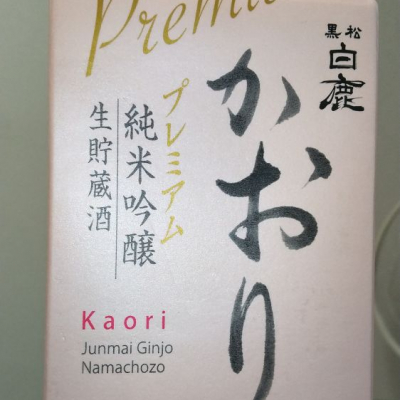 Premi
黒松
白鹿
かおり
プレミアム
純米吟醸
生貯蔵酒
Kaori
Junmai Ginjo
Namachozo